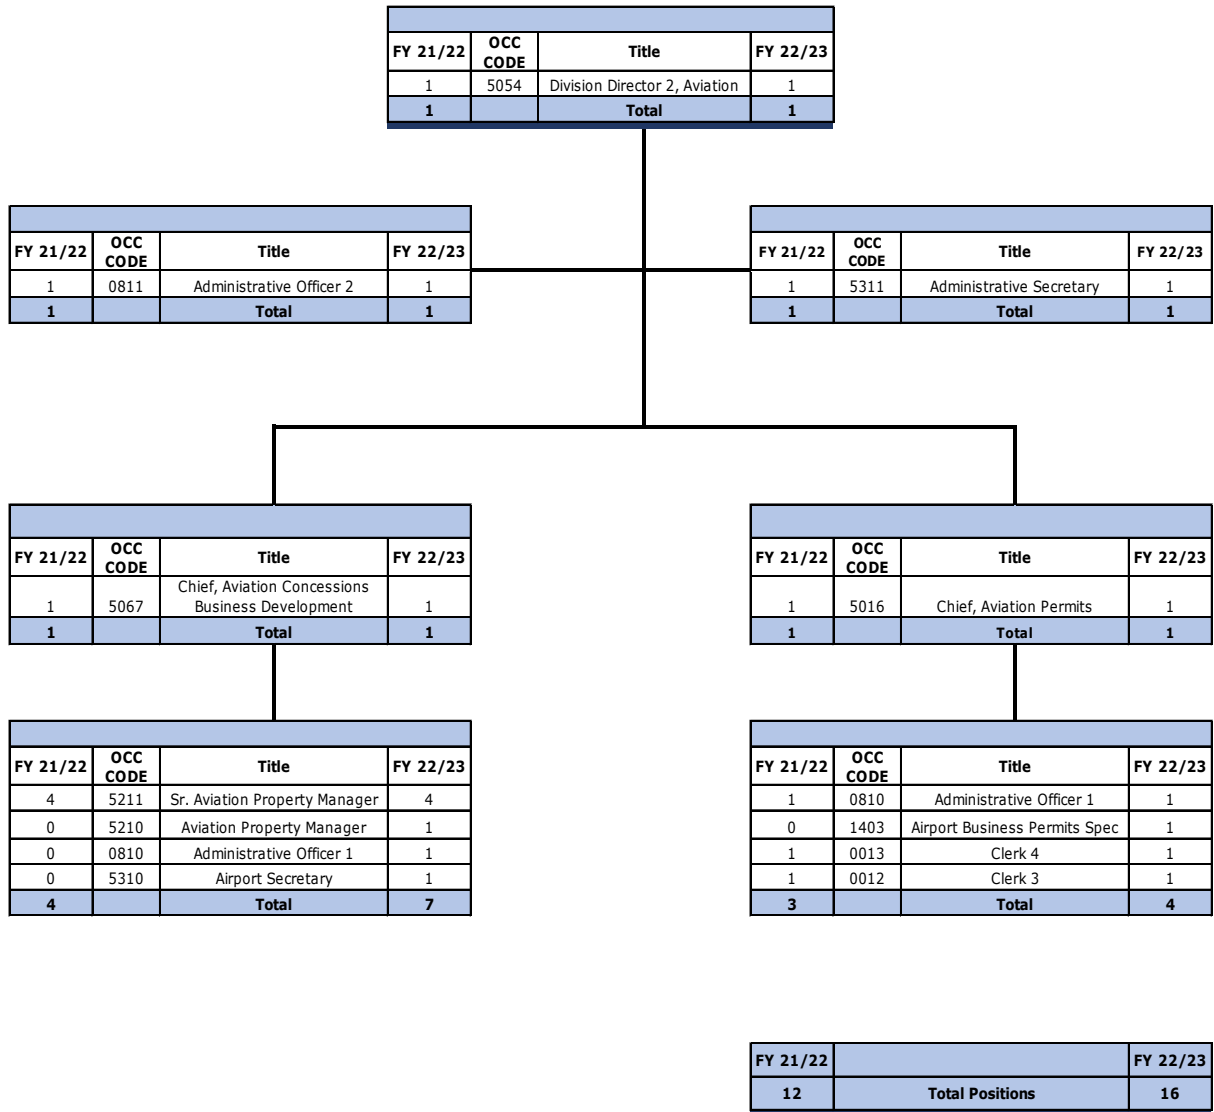 FY 21/22 OCC CODE Title FY 22/23
1 5054 Division Director 2, Aviation 1
1 Total 1
FY 21/22 OCC CODE Title FY 22/23
1 0811 Administrative Officer 2 1
1 Total 1
FY 21/22 OCC CODE Title FY 22/23
1 5311 Administrative Secretary 1
1 Total 1
FY 21/22 OCC CODE Title FY 22/23
Chief, Aviation Concessions
1 5067 Business Development 1
1 Total 1
FY 21/22 OCC CODE Title FY 22/23
1 5016 Chief, Aviation Permits 1
1 Total 1
FY 21/22 OCC CODE Title FY 22/23
4 5211 Sr. Aviation Property Manager 4
0 5210 Aviation Property Manager 1
0 0810 Administrative Officer 1 1
0 5310 Airport Secretary 1
4 Total 7
FY 21/22 OCC CODE Title FY 22/23
1 0810 Administrative Officer 1 1
0 1403 Airport Business Permits Spec 1
1 0013 Clerk 4 1
1 0012 Clerk 3 1
3 Total 4
FY 21/22 FY 22/23
12 Total Positions 16